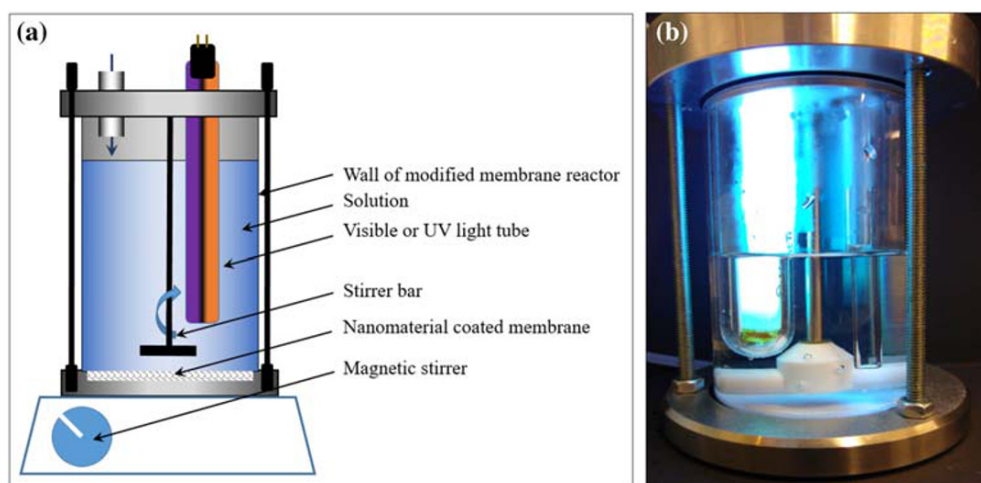 (a)
Wall of modified membrane reactor
Solution
Visible or UV light tube
Stirrer bar
Nanomaterial coated membrane
Magnetic stirrer
(b)